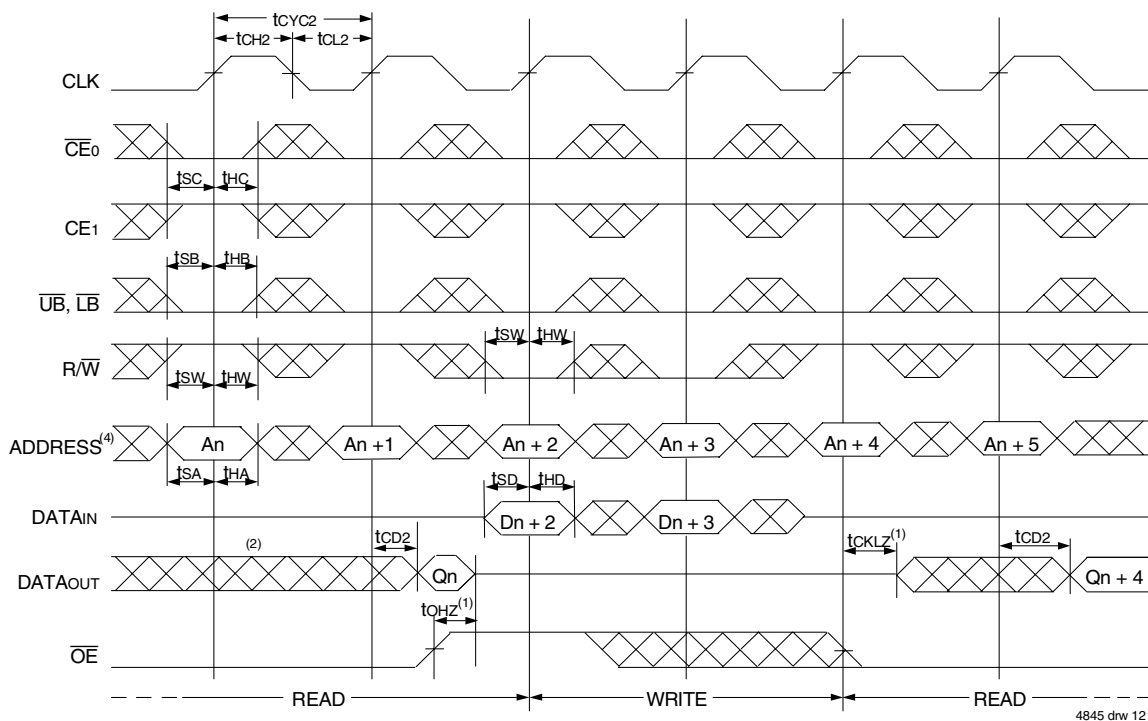 tCYC2
tCH2 tCL2
CLK
CE0
tSC tHC
CE1
tSB tHB
UB, LB
tSW tHW
R/W
tSW tHW
ADDRESS(4) An An + 1 An + 2 An + 3 An + 4 An + 5
tSA tHA tSD tHD
DATAIN Dn + 2 Dn + 3
(2) tCD2 tCKLZ(1) tCD2
DATAOUT Qn Qn + 4
tOHZ(1)
OE
READ WRITE READ
4845 drw 12